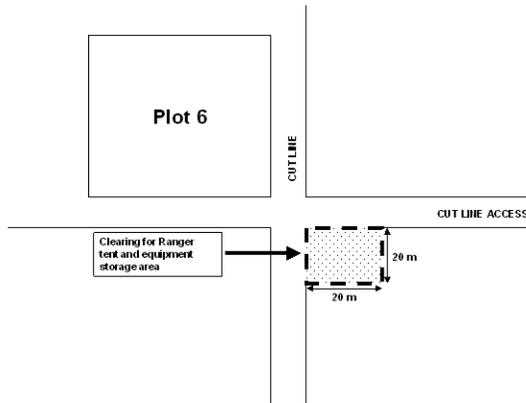 Plot 6
CUT LINE
CUT LINE ACCESS
Clearing for Ranger
tent and equipment
storage area
20 m
20 m